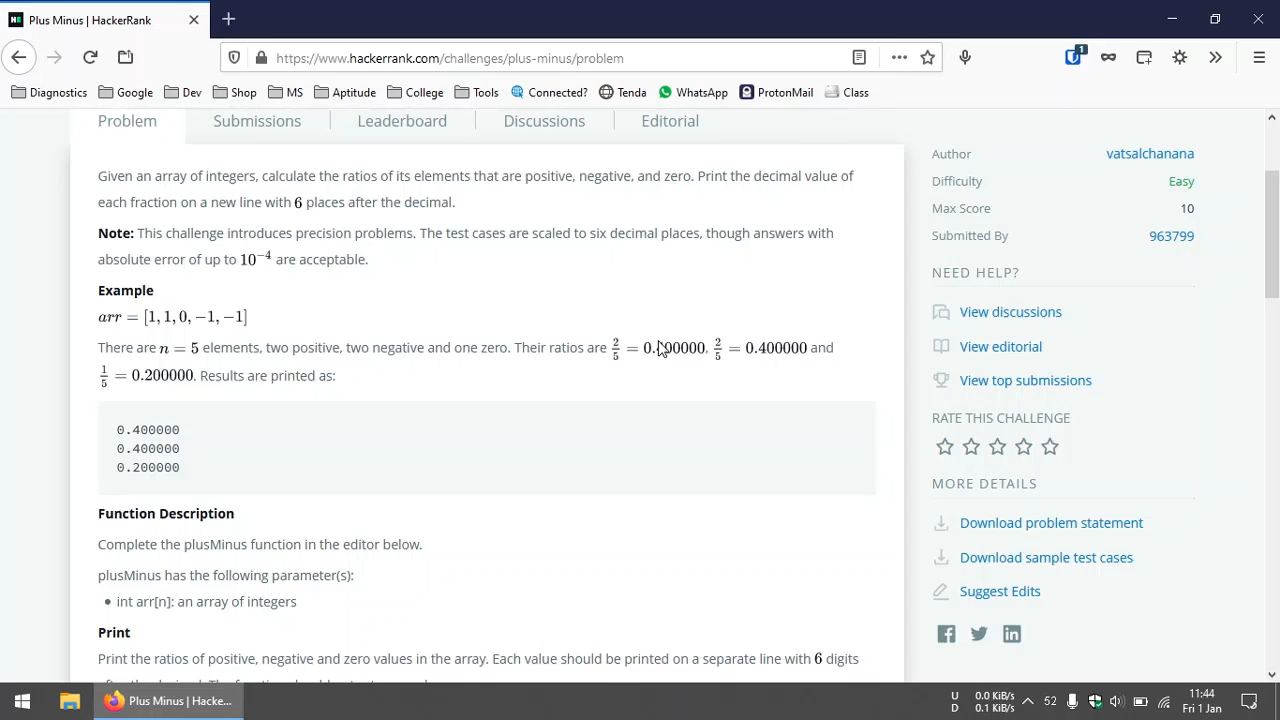 Plus Minus | HackerRank
https://www.hackerrank.com/challenges/plus-minus/problem
Diagnostics Google Dev Shop MS Aptitude College Tools Connected? Tenda WhatsApp ProtonMail Class
Problem Submissions Leaderboard Discussions Editorial
Given an array of integers, calculate the ratios of its elements that are positive, negative, and zero. Print the decimal value of
each fraction on a new line with 6 places after the decimal.
Note: This challenge introduces precision problems. The test cases are scaled to six decimal places, though answers with
absolute error of up to 10⁻⁴ are acceptable.
Example
arr = [1, 1, 0, −1, −1]
There are n = 5 elements, two positive, two negative and one zero. Their ratios are 2/5 = 0.400000, 2/5 = 0.400000 and
1/5 = 0.200000. Results are printed as:
0.400000
0.400000
0.200000
Function Description
Complete the plusMinus function in the editor below.
plusMinus has the following parameter(s):
• int arr[n]: an array of integers
Print
Print the ratios of positive, negative and zero values in the array. Each value should be printed on a separate line with 6 digits
Author vatsalchanana
Difficulty Easy
Max Score 10
Submitted By 963799
NEED HELP?
View discussions
View editorial
View top submissions
RATE THIS CHALLENGE
MORE DETAILS
Download problem statement
Download sample test cases
Suggest Edits
Plus Minus | Hacke...
U 0.0 KiB/s
D 0.1 KiB/s
52
11:44
Fri 1 Jan
1